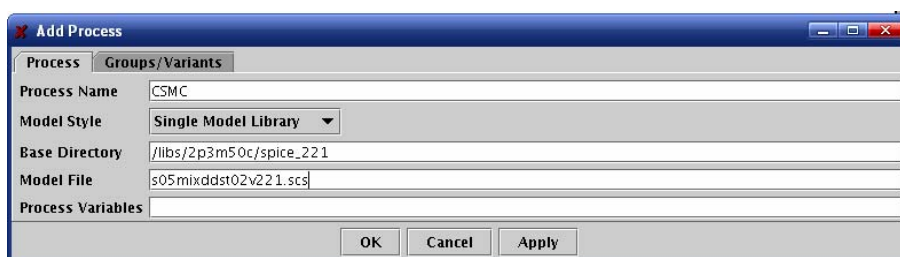 Add Process
Process Groups/Variants
Process Name CSMC
Model Style Single Model Library
Base Directory /libs/2p3m50c/spice_221
Model File s05mixddst02v221.scs
Process Variables
OK Cancel Apply